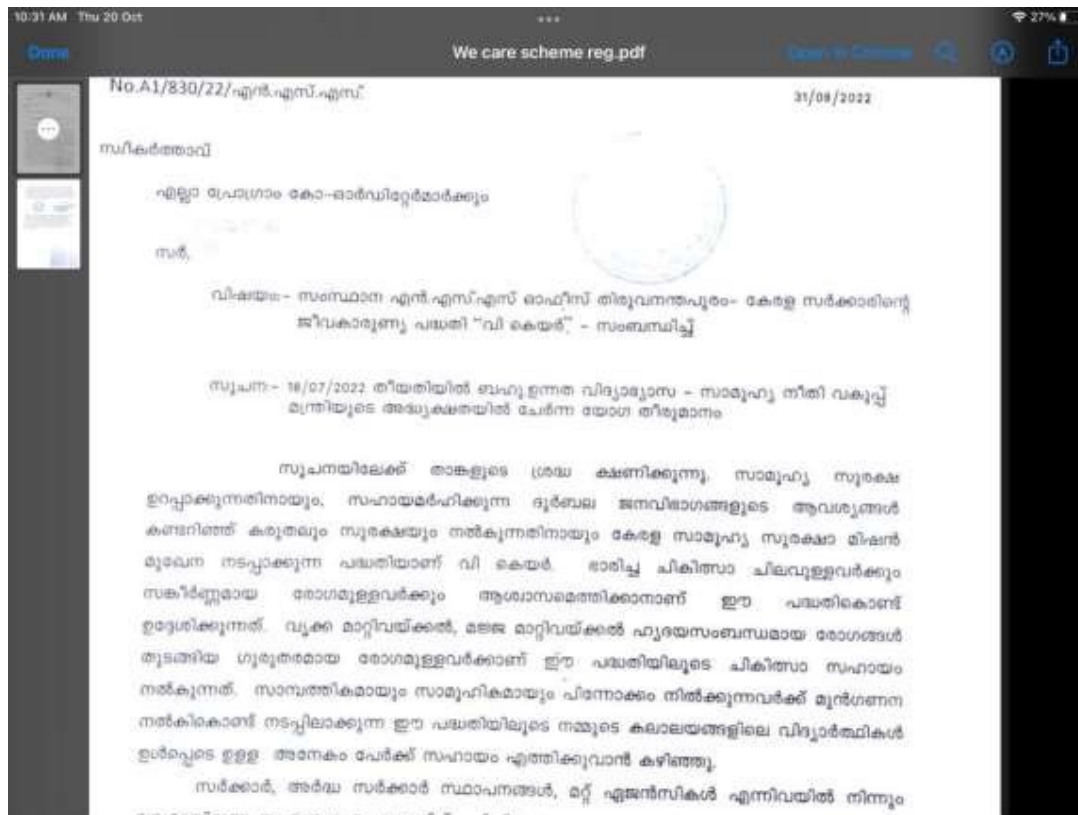 10:31 AM Thu 20 Oct
27%
Done
We care scheme reg.pdf
No.A1/830/22/എൻ.എസ്.എസ്.
31/08/2022
സ്വീകർത്താവ്
എല്ലാ പ്രോഗ്രാം കോ-ഓർഡിറ്റേർമാർക്കും
സർ,
വിഷയം:- സംസ്ഥാന എൻ.എസ്.എസ് ഓഫീസ് തിരുവനന്തപുരം- കേരള സർക്കാരിന്റെ
ജീവകാരുണ്യ പദ്ധതി "വി കെയർ" - സംബന്ധിച്ച്
സൂചന:- 18/07/2022 തീയതിയിൽ ബഹു.ഉന്നത വിദ്യാഭ്യാസ - സാമൂഹ്യ നീതി വകുപ്പ്
മന്ത്രിയുടെ അദ്ധ്യക്ഷതയിൽ ചേർന്ന യോഗ തീരുമാനം
സൂചനയിലേക്ക് താങ്കളുടെ ശ്രദ്ധ ക്ഷണിക്കുന്നു. സാമൂഹ്യ സുരക്ഷ
ഉറപ്പാക്കുന്നതിനായും, സഹായമർഹിക്കുന്ന ദുർബല ജനവിഭാഗങ്ങളുടെ ആവശ്യങ്ങൾ
കണ്ടറിഞ്ഞ് കരുതലും സുരക്ഷയും നൽകുന്നതിനായും കേരള സാമൂഹ്യ സുരക്ഷാ മിഷൻ
മുഖേന നടപ്പാക്കുന്ന പദ്ധതിയാണ് വി കെയർ. ഭാരിച്ച ചികിത്സാ ചിലവുള്ളവർക്കും
സങ്കീർണ്ണമായ രോഗമുള്ളവർക്കും ആശ്വാസമെത്തിക്കാനാണ് ഈ പദ്ധതികൊണ്ട്
ഉദ്ദേശിക്കുന്നത്. വൃക്ക മാറ്റിവയ്ക്കൽ, മജ്ജ മാറ്റിവയ്ക്കൽ ഹൃദയസംബന്ധമായ രോഗങ്ങൾ
തുടങ്ങിയ ഗുരുതരമായ രോഗമുള്ളവർക്കാണ് ഈ പദ്ധതിയിലൂടെ ചികിത്സാ സഹായം
നൽകുന്നത്. സാമ്പത്തികമായും സാമൂഹികമായും പിന്നോക്കം നിൽക്കുന്നവർക്ക് മുൻഗണന
നൽകികൊണ്ട് നടപ്പിലാക്കുന്ന ഈ പദ്ധതിയിലൂടെ നമ്മുടെ കലാലയങ്ങളിലെ വിദ്യാർത്ഥികൾ
ഉൾപ്പെടെ ഉള്ള അനേകം പേർക്ക് സഹായം എത്തിക്കുവാൻ കഴിഞ്ഞു.
സർക്കാർ, അർദ്ധ സർക്കാർ സ്ഥാപനങ്ങൾ, മറ്റ് ഏജൻസികൾ എന്നിവയിൽ നിന്നും